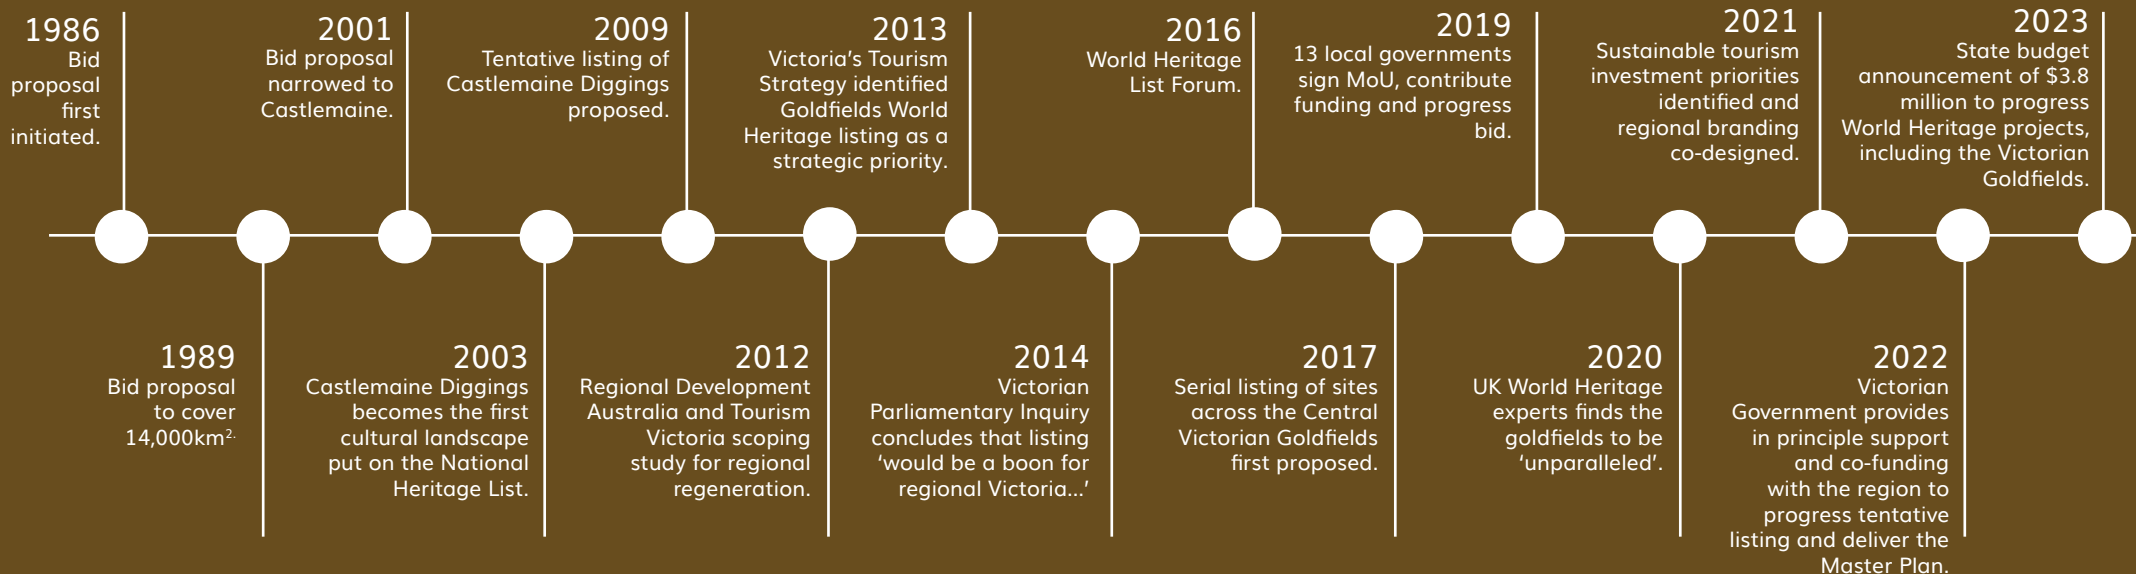 1986
Bid
proposal
first
initiated.
1989
Bid proposal
to cover
14,000km².
2001
Bid proposal
narrowed to
Castlemaine.
2003
Castlemaine Diggings
becomes the first
cultural landscape
put on the National
Heritage List.
2009
Tentative listing of
Castlemaine Diggings
proposed.
2012
Regional Development
Australia and Tourism
Victoria scoping
study for regional
regeneration.
2013
Victoria’s Tourism
Strategy identified
Goldfields World
Heritage listing as a
strategic priority.
2014
Victorian
Parliamentary Inquiry
concludes that listing
‘would be a boon for
regional Victoria...’
2016
World Heritage
List Forum.
2017
Serial listing of sites
across the Central
Victorian Goldfields
first proposed.
2019
13 local governments
sign MoU, contribute
funding and progress
bid.
2020
UK World Heritage
experts finds the
goldfields to be
‘unparalleled’.
2021
Sustainable tourism
investment priorities
identified and
regional branding
co-designed.
2022
Victorian
Government provides
in principle support
and co-funding
with the region to
progress tentative
listing and deliver the
Master Plan.
2023
State budget
announcement of $3.8
million to progress
World Heritage projects,
including the Victorian
Goldfields.